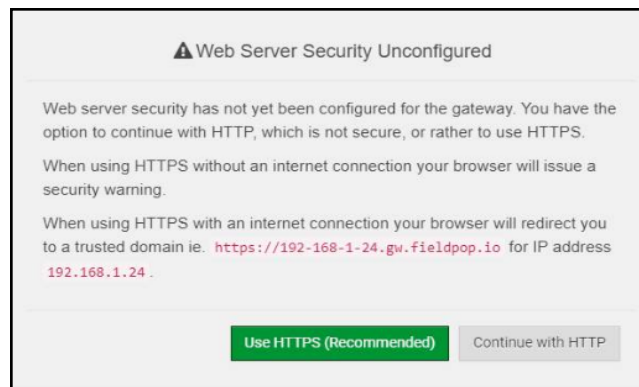 Web Server Security Unconfigured
Web server security has not yet been configured for the gateway. You have the
option to continue with HTTP, which is not secure, or rather to use HTTPS.
When using HTTPS without an internet connection your browser will issue a
security warning.
When using HTTPS with an internet connection your browser will redirect you
to a trusted domain ie. https://192-168-1-24.gw.fieldpop.io for IP address
192.168.1.24 .
Use HTTPS (Recommended)
Continue with HTTP